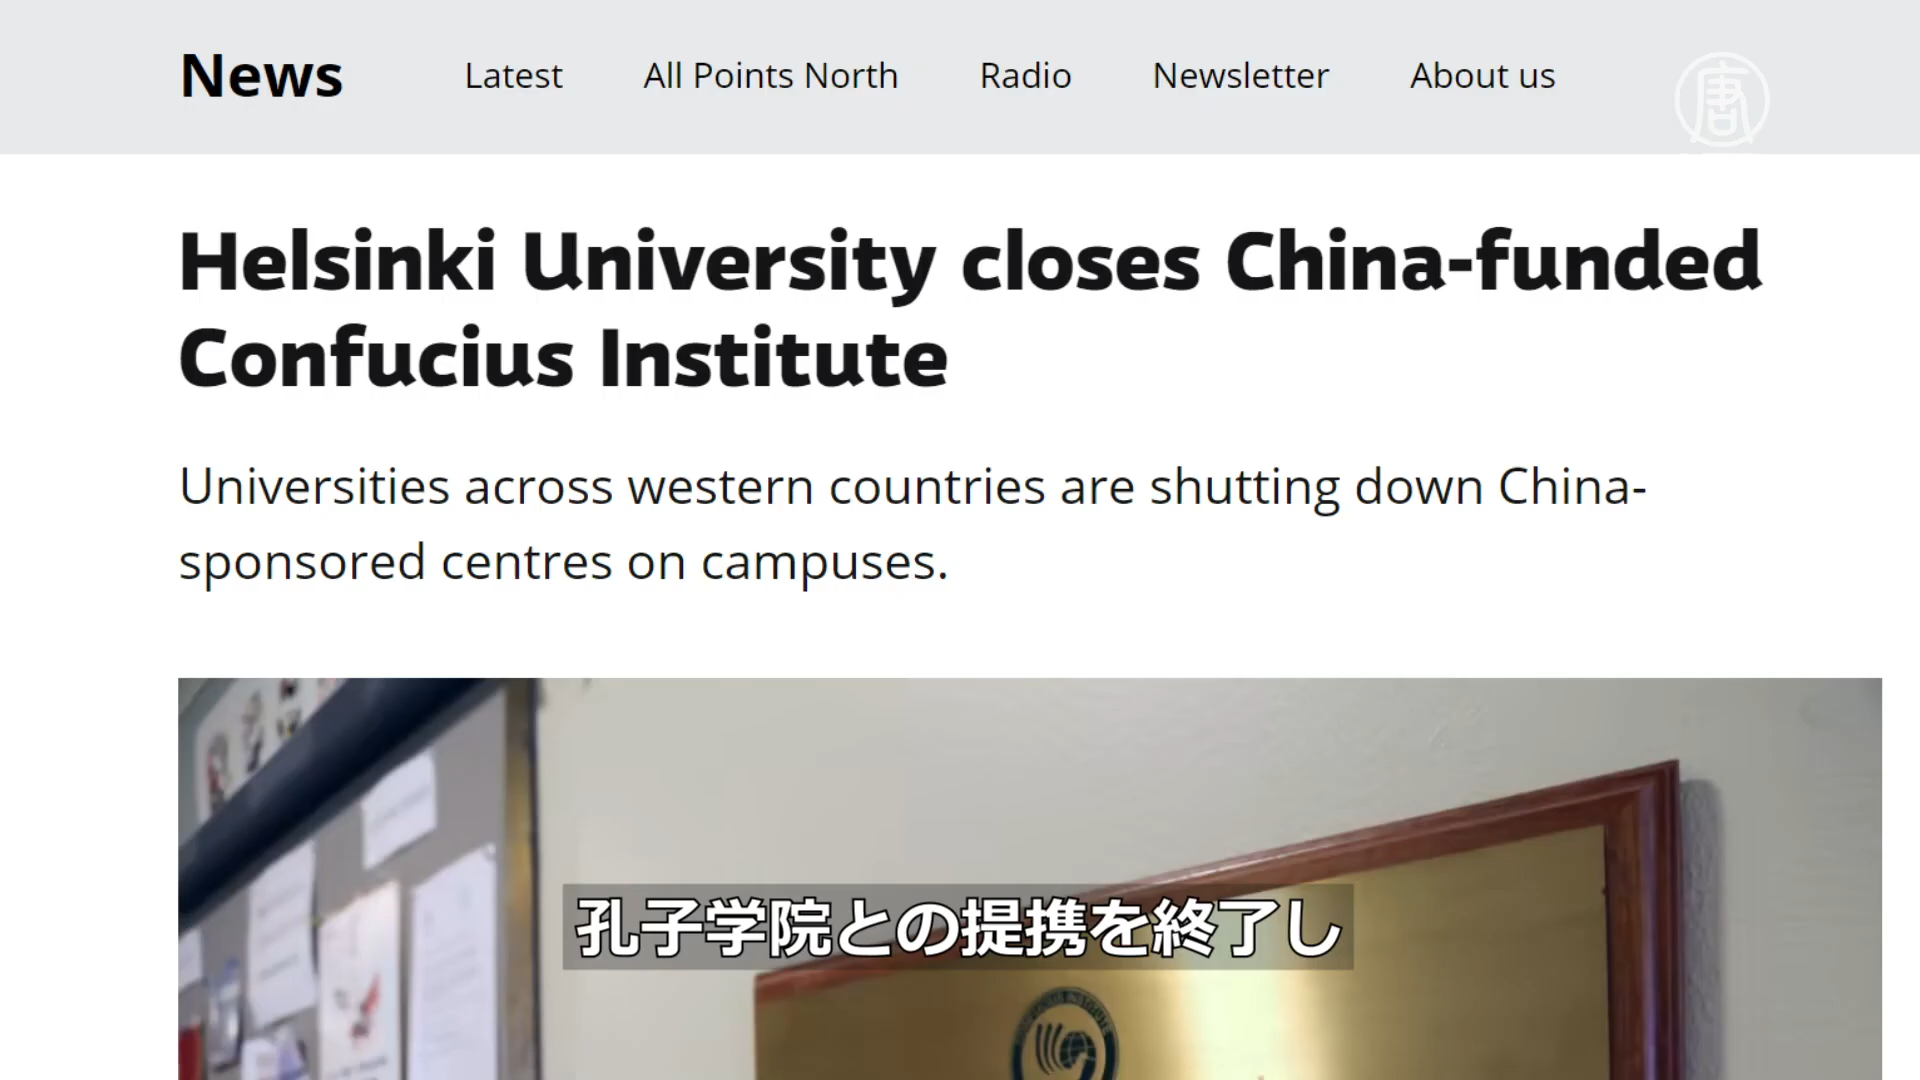 News
Latest
All Points North
Radio
Newsletter
About us
唐
Helsinki University closes China-funded
Confucius Institute
Universities across western countries are shutting down China-
sponsored centres on campuses.
孔子学院との提携を終了し